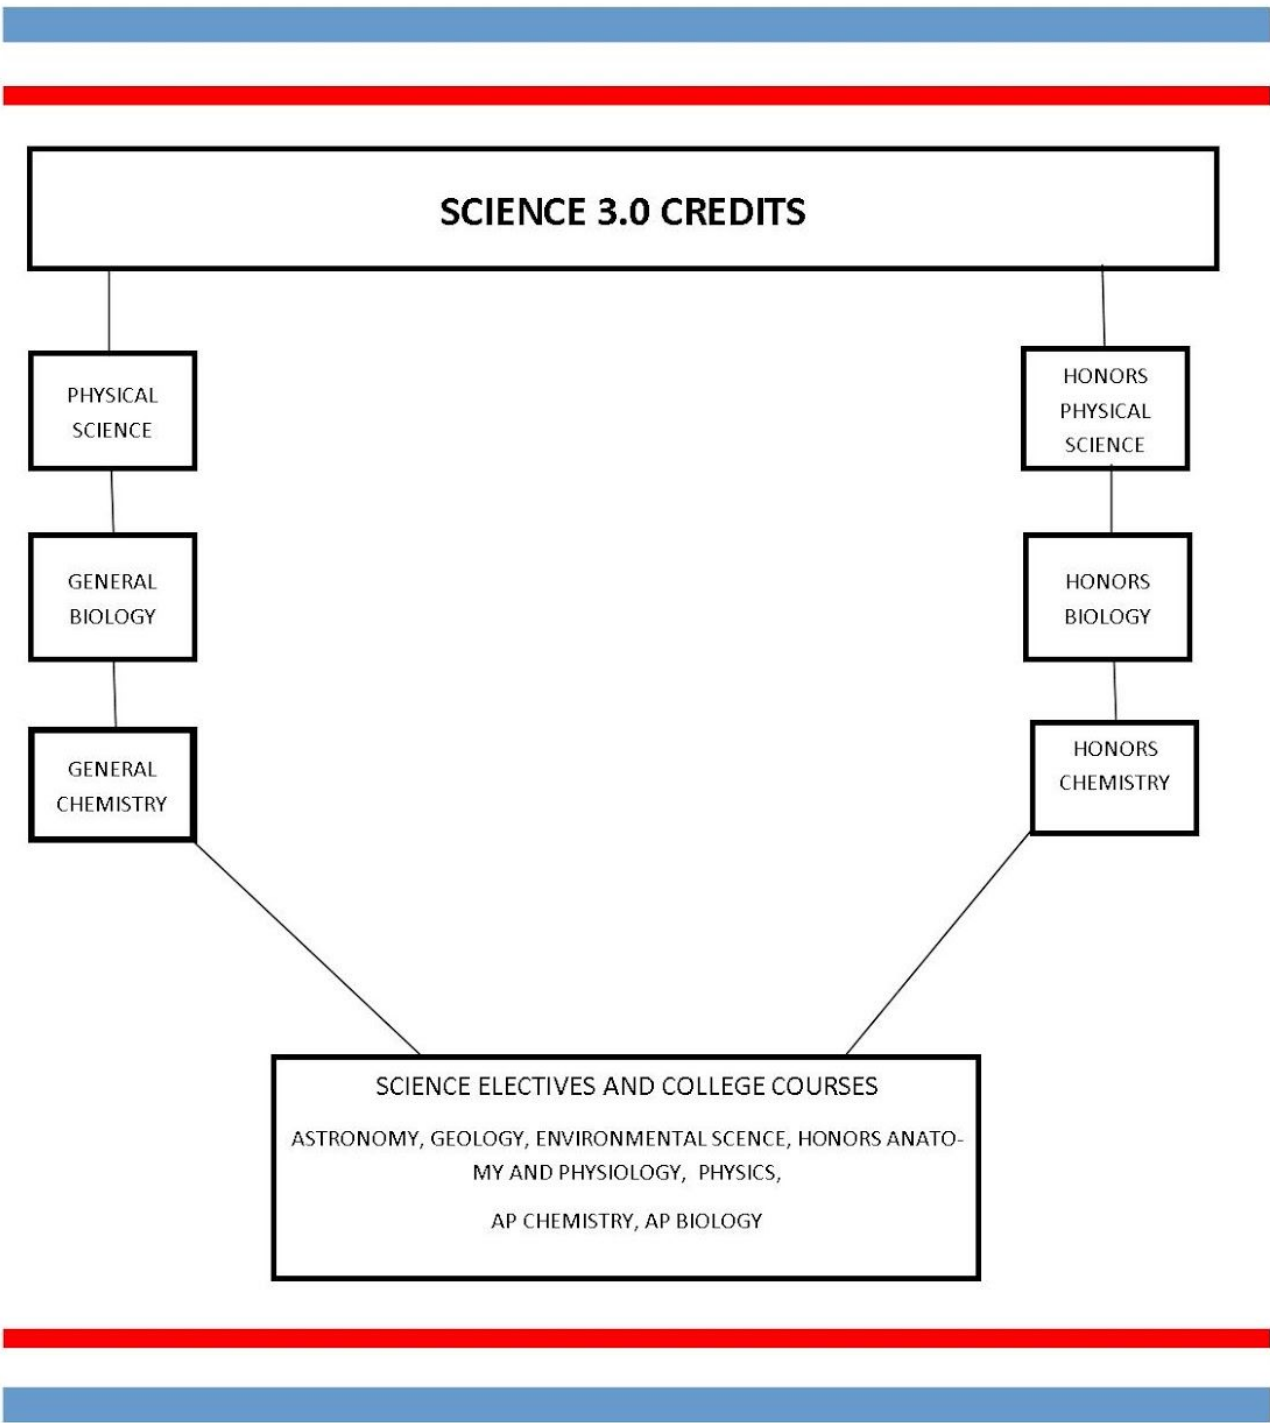 SCIENCE 3.0 CREDITS
PHYSICAL
SCIENCE
HONORS
PHYSICAL
SCIENCE
GENERAL
BIOLOGY
HONORS
BIOLOGY
GENERAL
CHEMISTRY
HONORS
CHEMISTRY
SCIENCE ELECTIVES AND COLLEGE COURSES
ASTRONOMY, GEOLOGY, ENVIRONMENTAL SCENCE, HONORS ANATO-
MY AND PHYSIOLOGY, PHYSICS,
AP CHEMISTRY, AP BIOLOGY